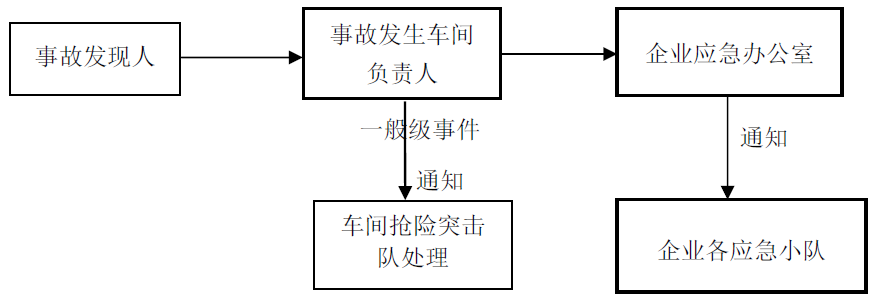 事故发现人
事故发生车间
负责人
企业应急办公室
一般级事件
通知
通知
车间抢险突击
队处理
企业各应急小队